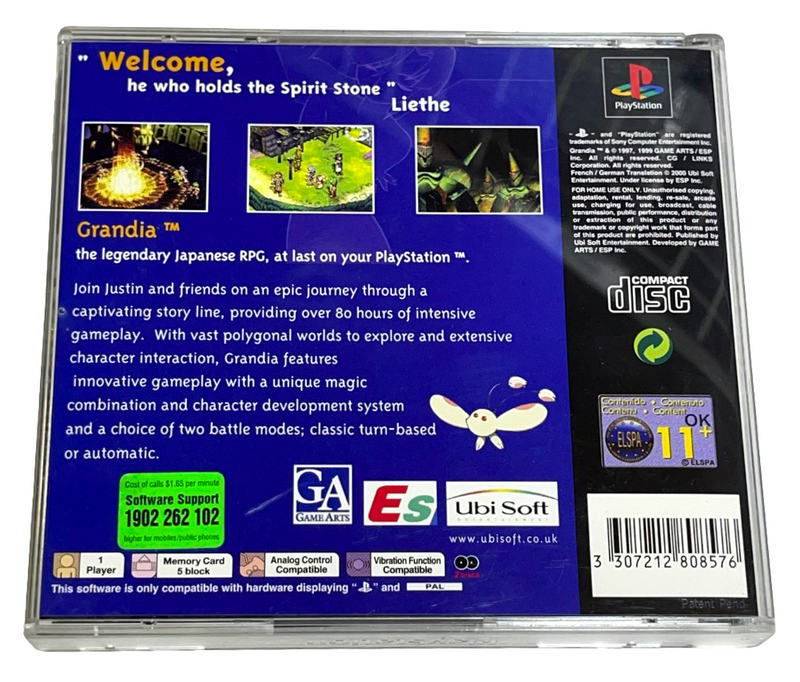 " Welcome,
he who holds the Spirit Stone "
Liethe
Grandia ™
the legendary Japanese RPG, at last on your PlayStation ™.
Join Justin and friends on an epic journey through a
captivating story line, providing over 80 hours of intensive
gameplay. With vast polygonal worlds to explore and extensive
character interaction, Grandia features
innovative gameplay with a unique magic
combination and character development system
and a choice of two battle modes; classic turn-based
or automatic.
Cost of calls $1.65 per minute
Software Support
1902 262 102
higher for mobiles/public phones
GA
GAME ARTS
Es
Ubi Soft
ENTERTAINMENT
www.ubisoft.co.uk
1
Player
Memory Card
5 block
Analog Control
Compatible
Vibration Function
Compatible
2 DISCS
This software is only compatible with hardware displaying " " and PAL
PlayStation
" " and "PlayStation" are registered
trademarks of Sony Computer Entertainment Inc.
Grandia ™ & © 1997, 1999 GAME ARTS / ESP
Inc. All rights reserved. CG / LINKS
Corporation. All rights reserved.
French / German Translation © 2000 Ubi Soft
Entertainment. Under license by ESP Inc.
FOR HOME USE ONLY. Unauthorised copying,
adaptation, rental, lending, re-sale, arcade
use, charging for use, broadcast, cable
transmission, public performance, distribution
or extraction of this product or any
trademark or copyright work that forms part
of this product are prohibited. Published by
Ubi Soft Entertainment. Developed by GAME
ARTS / ESP Inc.
COMPACT
disc
Contenido • Contenuto
Contenu • Content
OK
ELSPA
11+
© ELSPA
3 307212 808576
Patent Pend